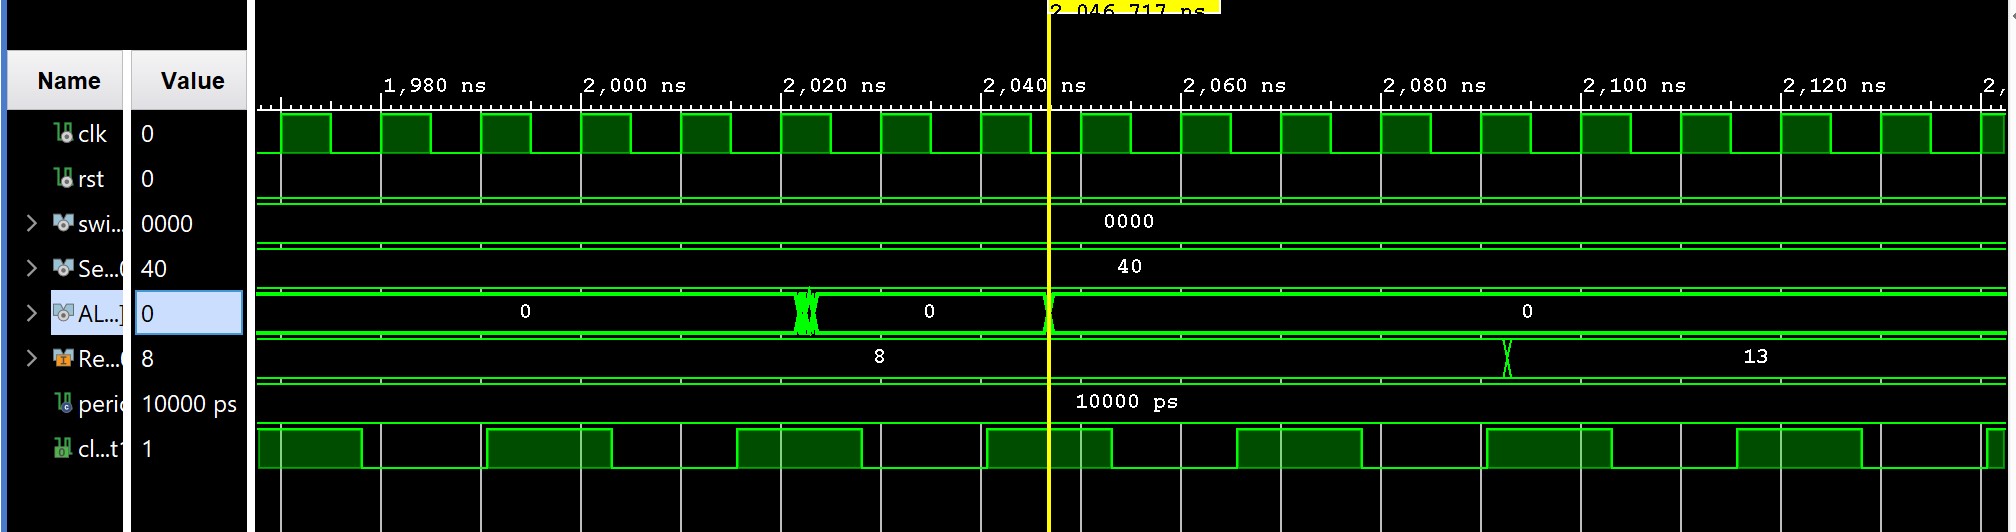 2,046.717 ns
Name Value
1,980 ns 2,000 ns 2,020 ns 2,040 ns 2,060 ns 2,080 ns 2,100 ns 2,120 ns 2,
clk 0
rst 0
swi... 0000 0000
Se...( 40 40
AL...] 0 0 0 0
Re...( 8 8 13
peric 10000 ps 10000 ps
cl...t1 1